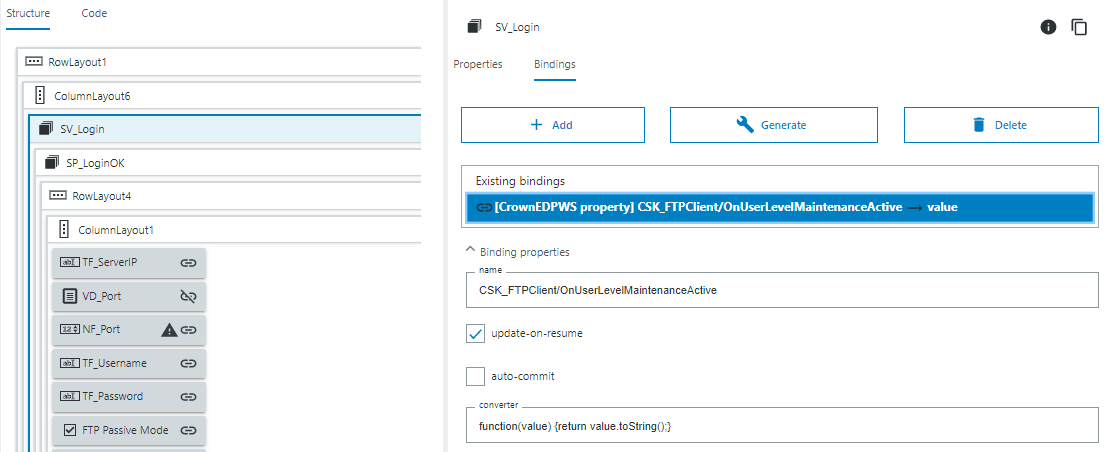 Structure
Code
RowLayout1
ColumnLayout6
SV_Login
SP_LoginOK
RowLayout4
ColumnLayout1
TF_ServerIP
VD_Port
NF_Port
TF_Username
TF_Password
FTP Passive Mode
SV_Login
Properties
Bindings
Add
Generate
Delete
Existing bindings
[CrownEDPWS property] CSK_FTPClient/OnUserLevelMaintenanceActive → value
Binding properties
name
CSK_FTPClient/OnUserLevelMaintenanceActive
update-on-resume
auto-commit
converter
function(value) {return value.toString();}